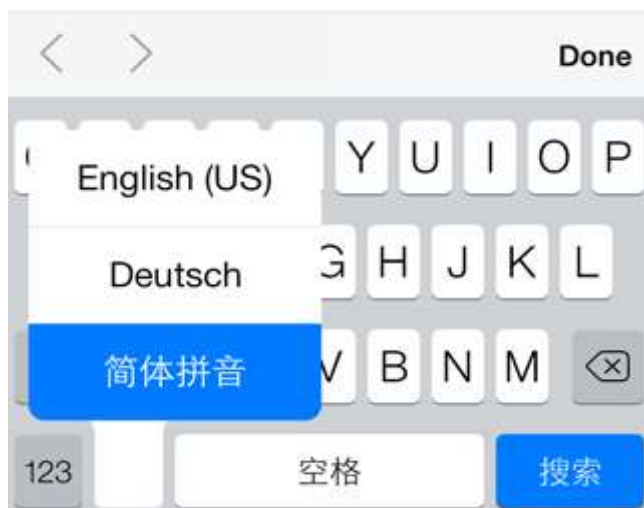 Done
Y U I O P
English (US)
G H J K L
Deutsch
V B N M
简体拼音
123 空格 搜索